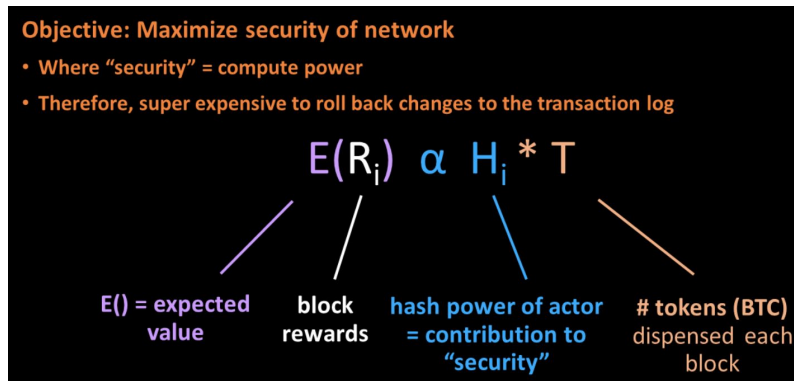 Objective: Maximize security of network
• Where “security” = compute power
• Therefore, super expensive to roll back changes to the transaction log
E(Rᵢ) α Hᵢ * T
E() = expected
value
block
rewards
hash power of actor
= contribution to
“security”
# tokens (BTC)
dispensed each
block